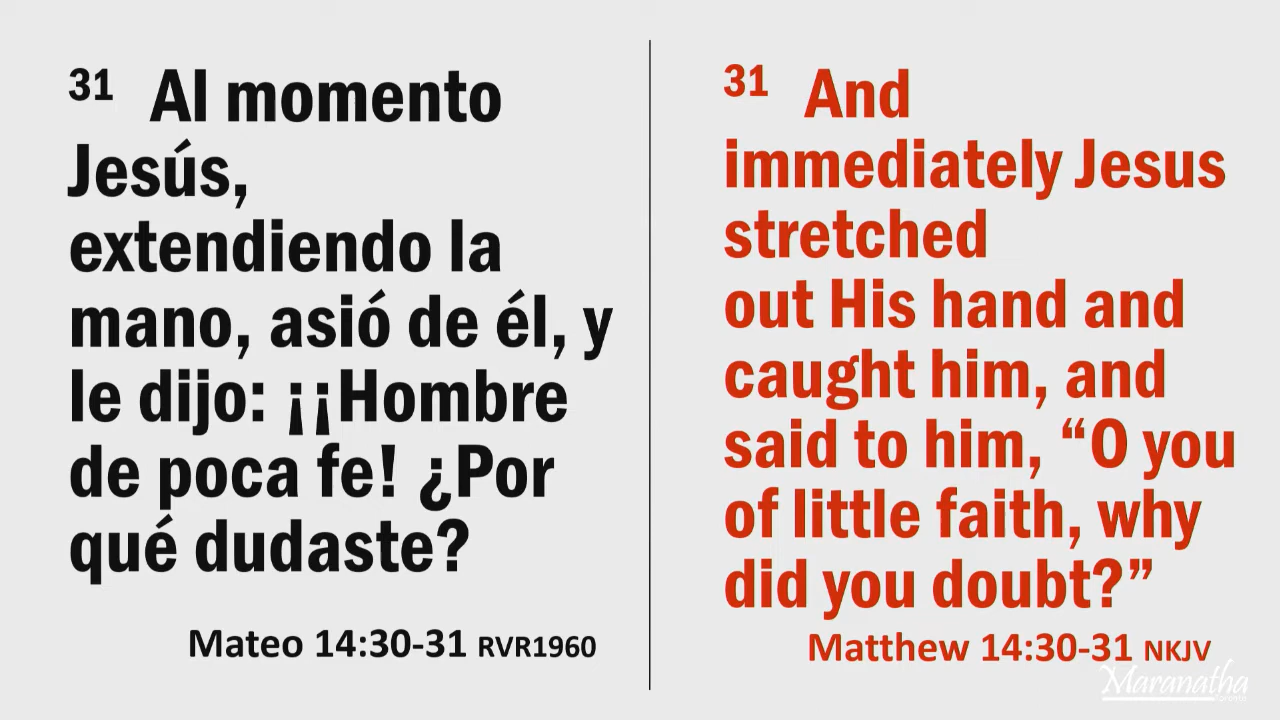 31 Al momento
Jesús,
extendiendo la
mano, asió de él, y
le dijo: ¡¡Hombre
de poca fe! ¿Por
qué dudaste?
Mateo 14:30-31 RVR1960
31 And
immediately Jesus
stretched
out His hand and
caught him, and
said to him, “O you
of little faith, why
did you doubt?”
Matthew 14:30-31 NKJV
Maranatha